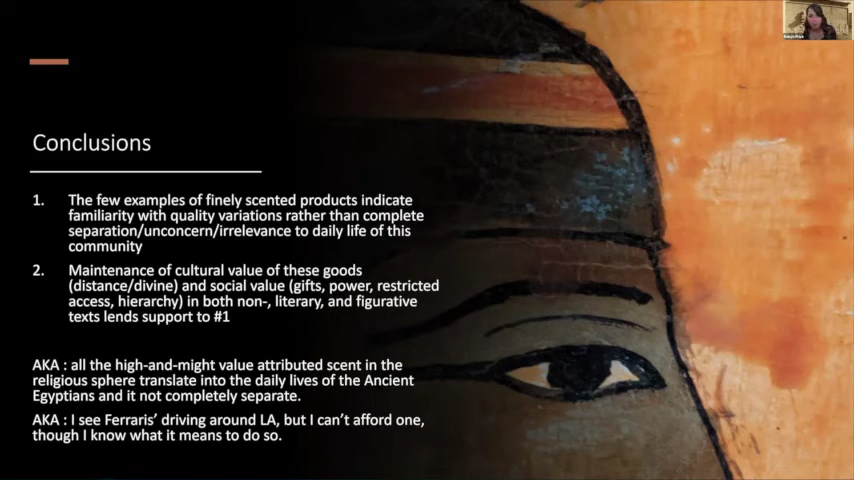 Conclusions
1. The few examples of finely scented products indicate
familiarity with quality variations rather than complete
separation/unconcern/irrelevance to daily life of this
community
2. Maintenance of cultural value of these goods
(distance/divine) and social value (gifts, power, restricted
access, hierarchy) in both non-, literary, and figurative
texts lends support to #1
AKA : all the high-and-might value attributed scent in the
religious sphere translate into the daily lives of the Ancient
Egyptians and it not completely separate.
AKA : I see Ferraris’ driving around LA, but I can’t afford one,
though I know what it means to do so.